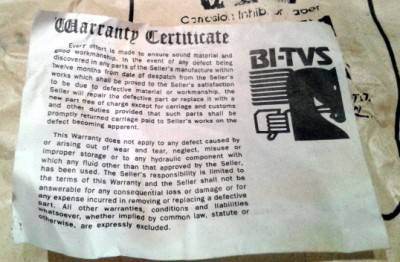 Warranty Certificate
BI-TVS
Every effort is made to ensure sound material and
good workmanship. In the event of any defect being
discovered in any parts of the Seller's manufacture within
twelve months from date of despatch from the Seller's
works which shall be proved to the Seller's satisfaction
to be due to defective material or workmanship, the
Seller will repair the defective part or replace it with a
new part free of charge except for carriage and customs
and other duties provided that such parts shall be
promptly returned carriage paid to Seller's works on the
defect becoming apparent.
This Warranty does not apply to any defect caused by
or arising out of wear and tear, neglect, misuse or
improper storage or to any hydraulic component with
which any fluid other than that approved by the Seller,
has been used. The Seller's responsibility is limited to
the terms of this Warranty and the Seller shall not be
answerable for any consequential loss or damage or for
any expense incurred in removing or replacing a defective
part. All other warranties, conditions and liabilities
whatsoever, whether implied by common law, statute or
otherwise, are expressly excluded.